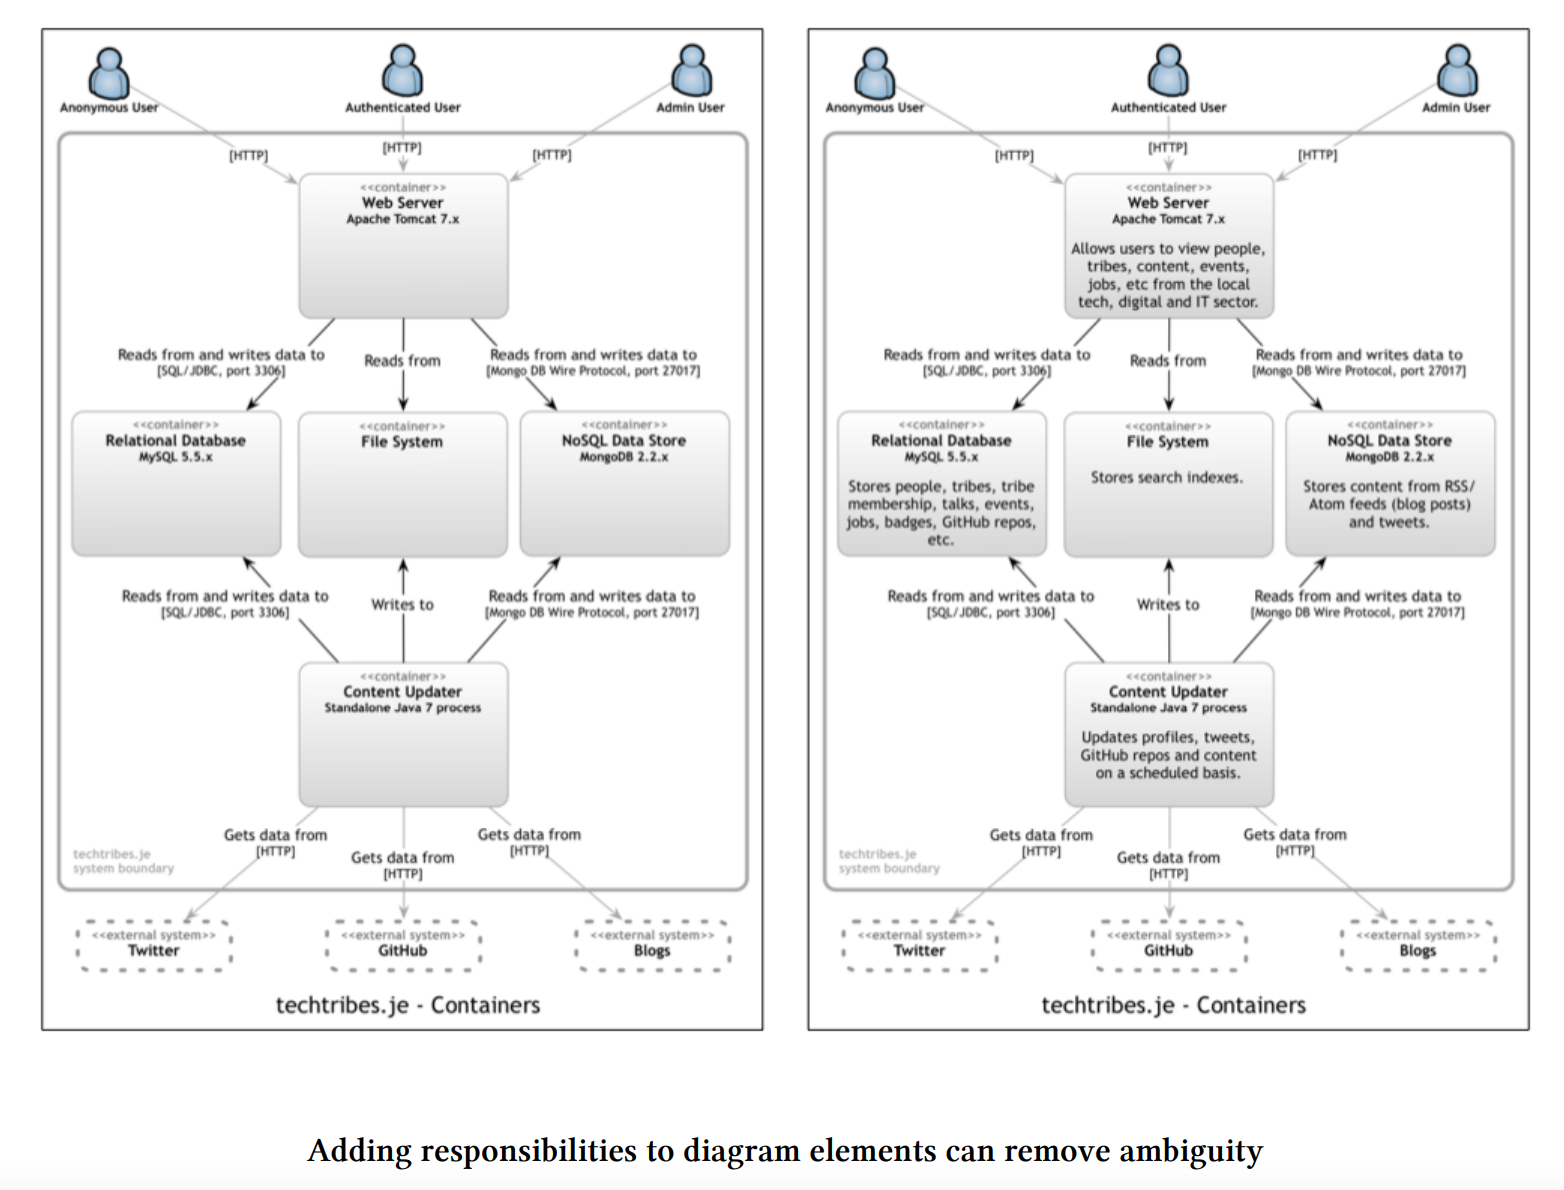 Anonymous User
Authenticated User
Admin User
[HTTP]
[HTTP]
[HTTP]
<<container>>
Web Server
Apache Tomcat 7.x
Reads from and writes data to
[SQL/JDBC, port 3306]
Reads from
Reads from and writes data to
[Mongo DB Wire Protocol, port 27017]
<<container>>
Relational Database
MySQL 5.5.x
<<container>>
File System
<<container>>
NoSQL Data Store
MongoDB 2.2.x
Reads from and writes data to
[SQL/JDBC, port 3306]
Writes to
Reads from and writes data to
[Mongo DB Wire Protocol, port 27017]
<<container>>
Content Updater
Standalone Java 7 process
Gets data from
[HTTP]
Gets data from
[HTTP]
Gets data from
[HTTP]
techtribes.je
system boundary
<<external system>>
Twitter
<<external system>>
GitHub
<<external system>>
Blogs
techtribes.je - Containers
Anonymous User
Authenticated User
Admin User
[HTTP]
[HTTP]
[HTTP]
<<container>>
Web Server
Apache Tomcat 7.x
Allows users to view people,
tribes, content, events,
jobs, etc from the local
tech, digital and IT sector.
Reads from and writes data to
[SQL/JDBC, port 3306]
Reads from
Reads from and writes data to
[Mongo DB Wire Protocol, port 27017]
<<container>>
Relational Database
MySQL 5.5.x
Stores people, tribes, tribe
membership, talks, events,
jobs, badges, GitHub repos,
etc.
<<container>>
File System
Stores search indexes.
<<container>>
NoSQL Data Store
MongoDB 2.2.x
Stores content from RSS/
Atom feeds (blog posts)
and tweets.
Reads from and writes data to
[SQL/JDBC, port 3306]
Writes to
Reads from and writes data to
[Mongo DB Wire Protocol, port 27017]
<<container>>
Content Updater
Standalone Java 7 process
Updates profiles, tweets,
GitHub repos and content
on a scheduled basis.
Gets data from
[HTTP]
Gets data from
[HTTP]
Gets data from
[HTTP]
techtribes.je
system boundary
<<external system>>
Twitter
<<external system>>
GitHub
<<external system>>
Blogs
techtribes.je - Containers
Adding responsibilities to diagram elements can remove ambiguity